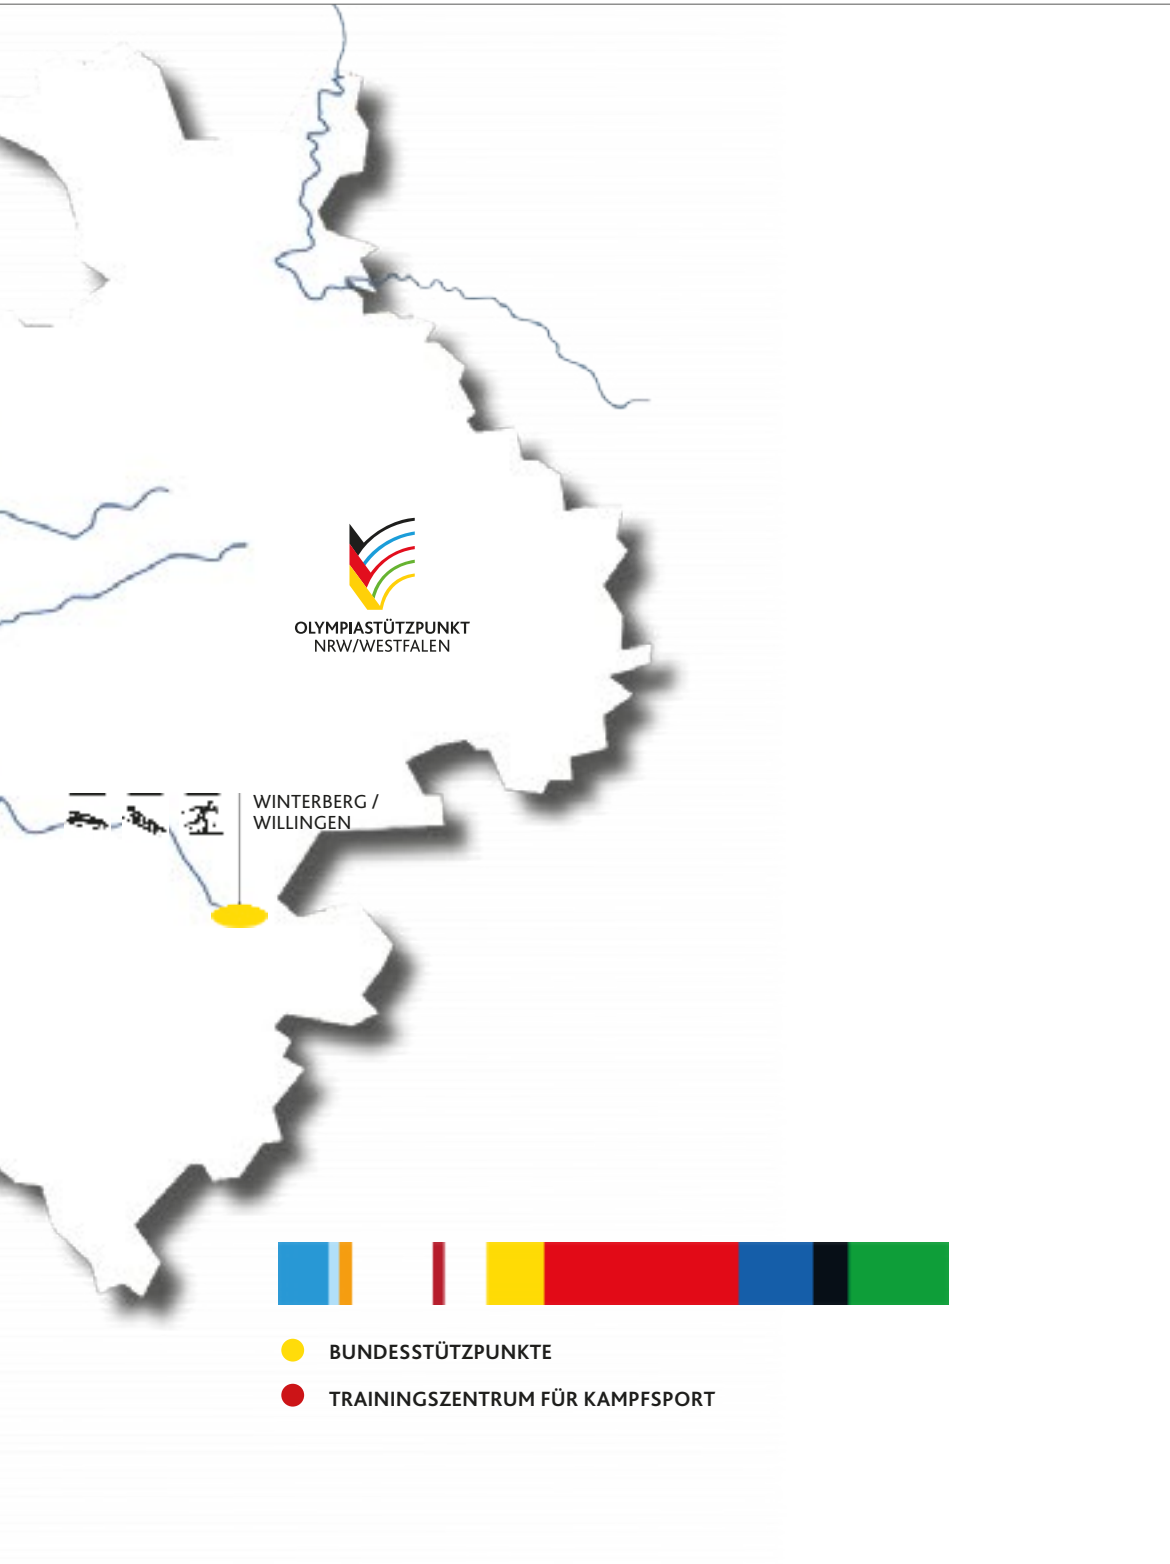 OLYMPIASTÜTZPUNKT
NRW/WESTFALEN
WINTERBERG /
WILLINGEN
BUNDESSTÜTZPUNKTE
TRAININGSZENTRUM FÜR KAMPFSPORT